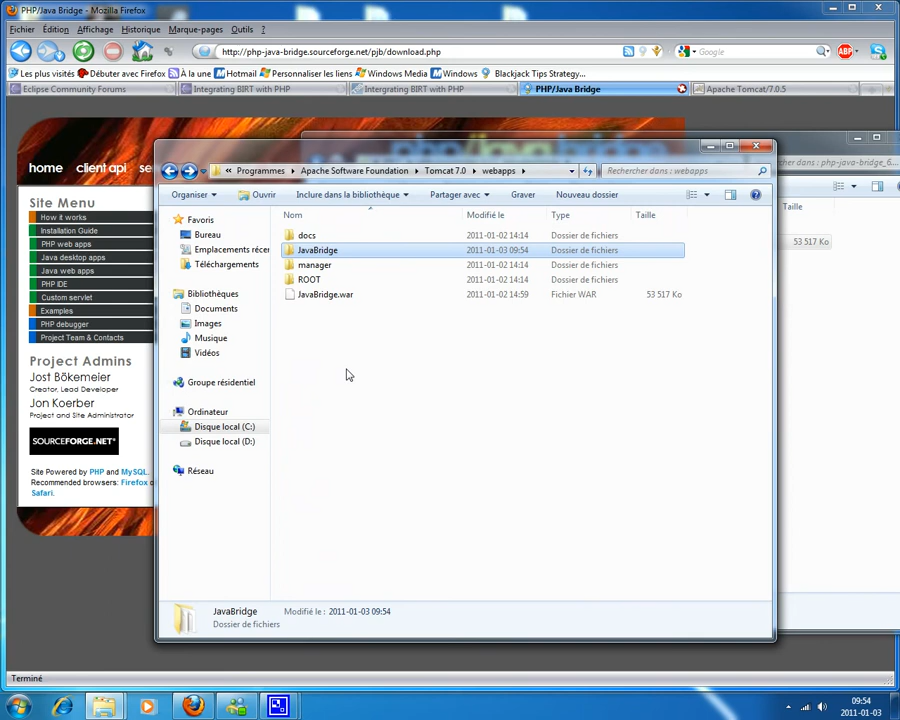 PHP/Java Bridge - Mozilla Firefox
Fichier Édition Affichage Historique Marque-pages Outils ?
http://php-java-bridge.sourceforge.net/pjb/download.php
Google
ABP
Les plus visités Débuter avec Firefox À la une Hotmail Personnaliser les liens Windows Media Windows Blackjack Tips Strategy...
Eclipse Community Forums
Integrating BIRT with PHP
Intergrating BIRT with PHP
PHP/Java Bridge
Apache Tomcat/7.0.5
home client api se
Site Menu
How it works
Installation Guide
PHP web apps
Java desktop apps
Java web apps
PHP IDE
Custom servlet
Examples
PHP debugger
Project Team & Contacts
Project Admins
Jost Bökemeier
Creator, Lead Developer
Jon Koerber
Project and Site Administrator
SOURCEFORGE.NET
Site Powered by PHP and MySQL.
Recommended browsers: Firefox o
Safari.
« Programmes Apache Software Foundation Tomcat 7.0 webapps
Rechercher dans : webapps
Organiser Ouvrir Inclure dans la bibliothèque Partager avec Graver Nouveau dossier
Favoris
Bureau
Emplacements récer
Téléchargements
Bibliothèques
Documents
Images
Musique
Vidéos
Groupe résidentiel
Ordinateur
Disque local (C:)
Disque local (D:)
Réseau
Nom Modifié le Type Taille
docs 2011-01-02 14:14 Dossier de fichiers
JavaBridge 2011-01-03 09:54 Dossier de fichiers
manager 2011-01-02 14:14 Dossier de fichiers
ROOT 2011-01-02 14:14 Dossier de fichiers
JavaBridge.war 2011-01-02 14:59 Fichier WAR 53 517 Ko
JavaBridge Modifié le : 2011-01-03 09:54
Dossier de fichiers
cher dans : php-java-bridge_6...
Taille
53 517 Ko
Terminé
09:54
2011-01-03